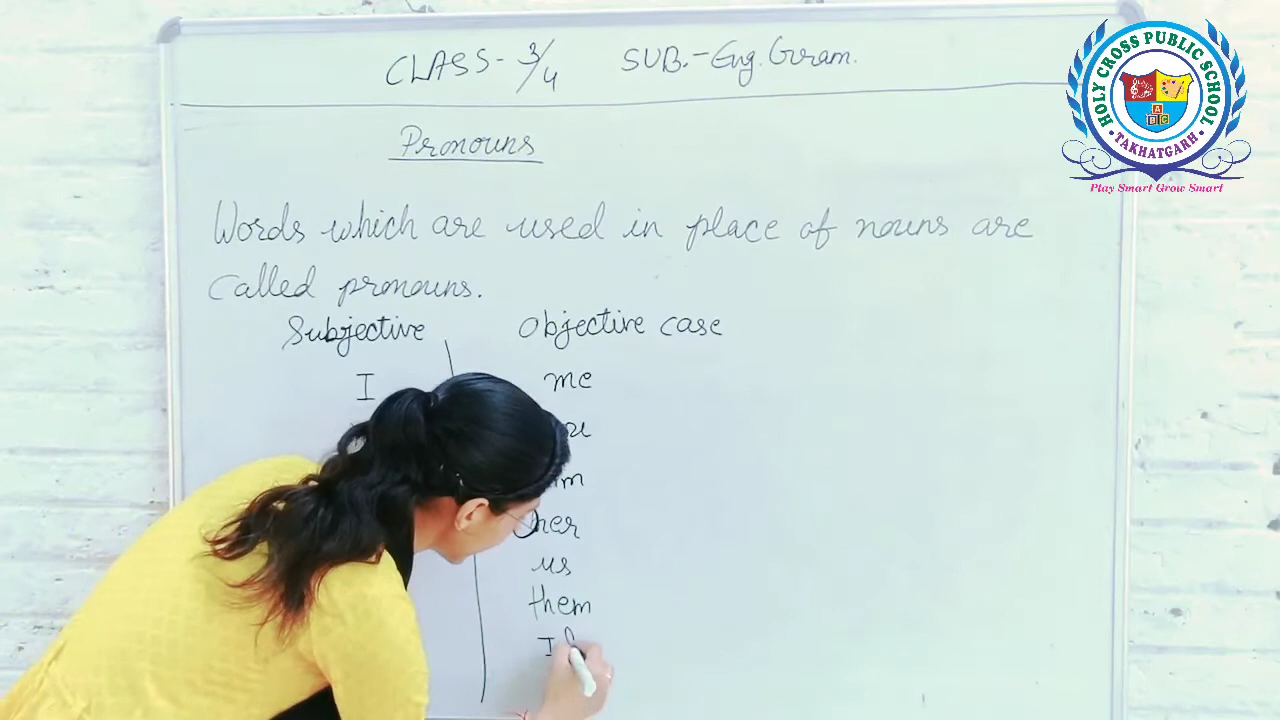 CLASS - 3/4 SUB.- Eng. Gram.
HOLY CROSS PUBLIC SCHOOL
A
B C
• TAKHATGARH •
Play Smart Grow Smart
Pronouns
Words which are used in place of nouns are
called pronouns.
Subjective Objective case
I me
her
us
them